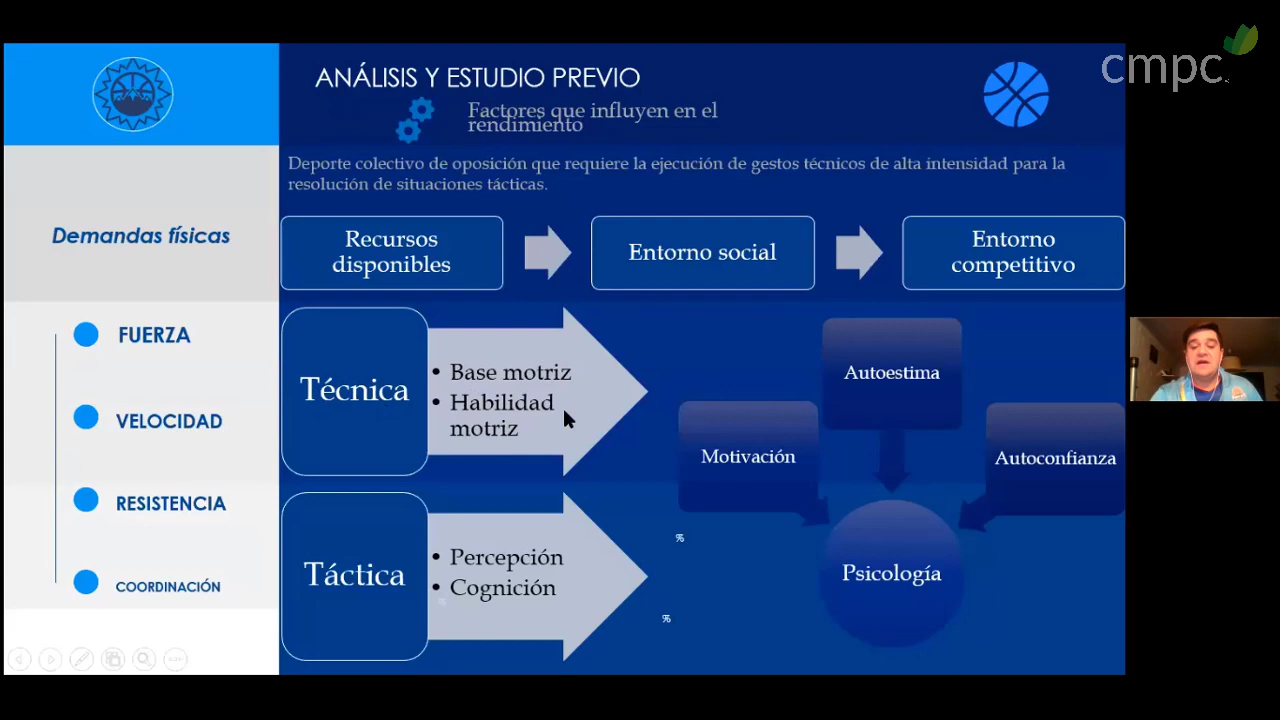 cmpc
ANÁLISIS Y ESTUDIO PREVIO
Factores que influyen en el
rendimiento
Deporte colectivo de oposición que requiere la ejecución de gestos técnicos de alta intensidad para la
resolución de situaciones tácticas.
Demandas físicas
FUERZA
VELOCIDAD
RESISTENCIA
COORDINACIÓN
Recursos
disponibles
Entorno social
Entorno
competitivo
Técnica
• Base motriz
• Habilidad
motriz
Táctica
• Percepción
• Cognición
%
%
%
Autoestima
Motivación
Autoconfianza
Psicología